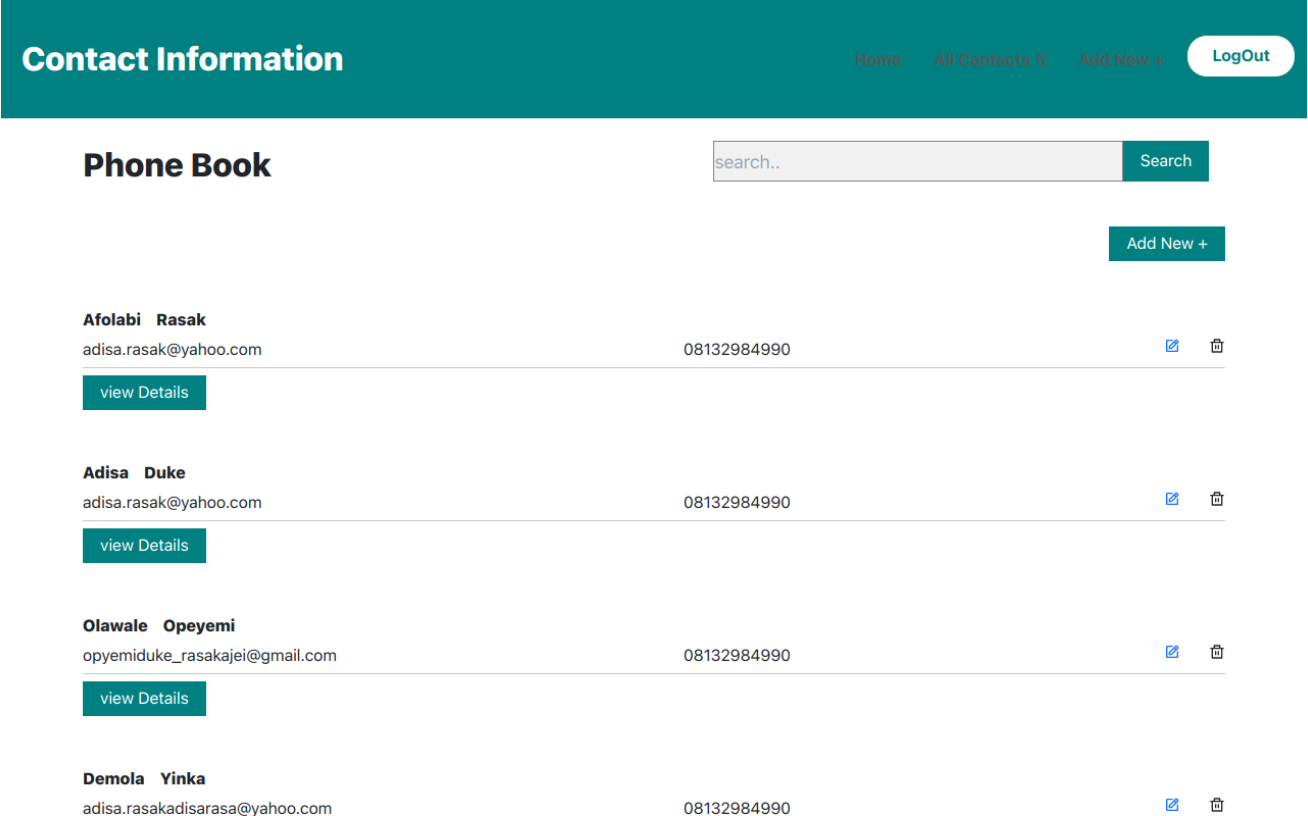 Contact Information Home All Contacts 5 Add New + LogOut
Phone Book search.. Search
Add New +
Afolabi Rasak
adisa.rasak@yahoo.com 08132984990
view Details
Adisa Duke
adisa.rasak@yahoo.com 08132984990
view Details
Olawale Opeyemi
opyemiduke_rasakajei@gmail.com 08132984990
view Details
Demola Yinka
adisa.rasakadisarasa@yahoo.com 08132984990